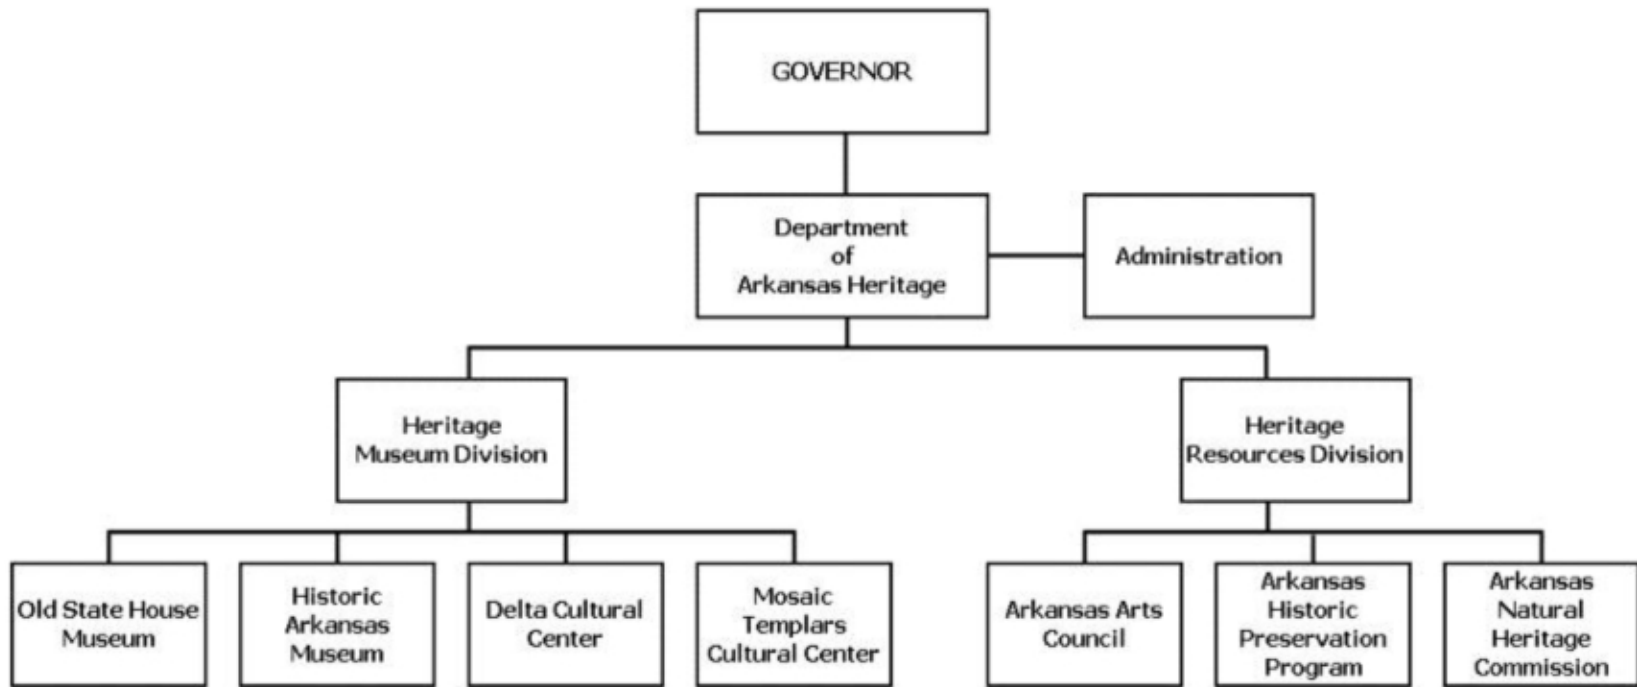 GOVERNOR
Department
of
Arkansas Heritage
Administration
Heritage
Museum Division
Heritage
Resources Division
Old State House
Museum
Historic
Arkansas
Museum
Delta Cultural
Center
Mosaic
Templars
Cultural Center
Arkansas Arts
Council
Arkansas
Historic
Preservation
Program
Arkansas
Natural
Heritage
Commission